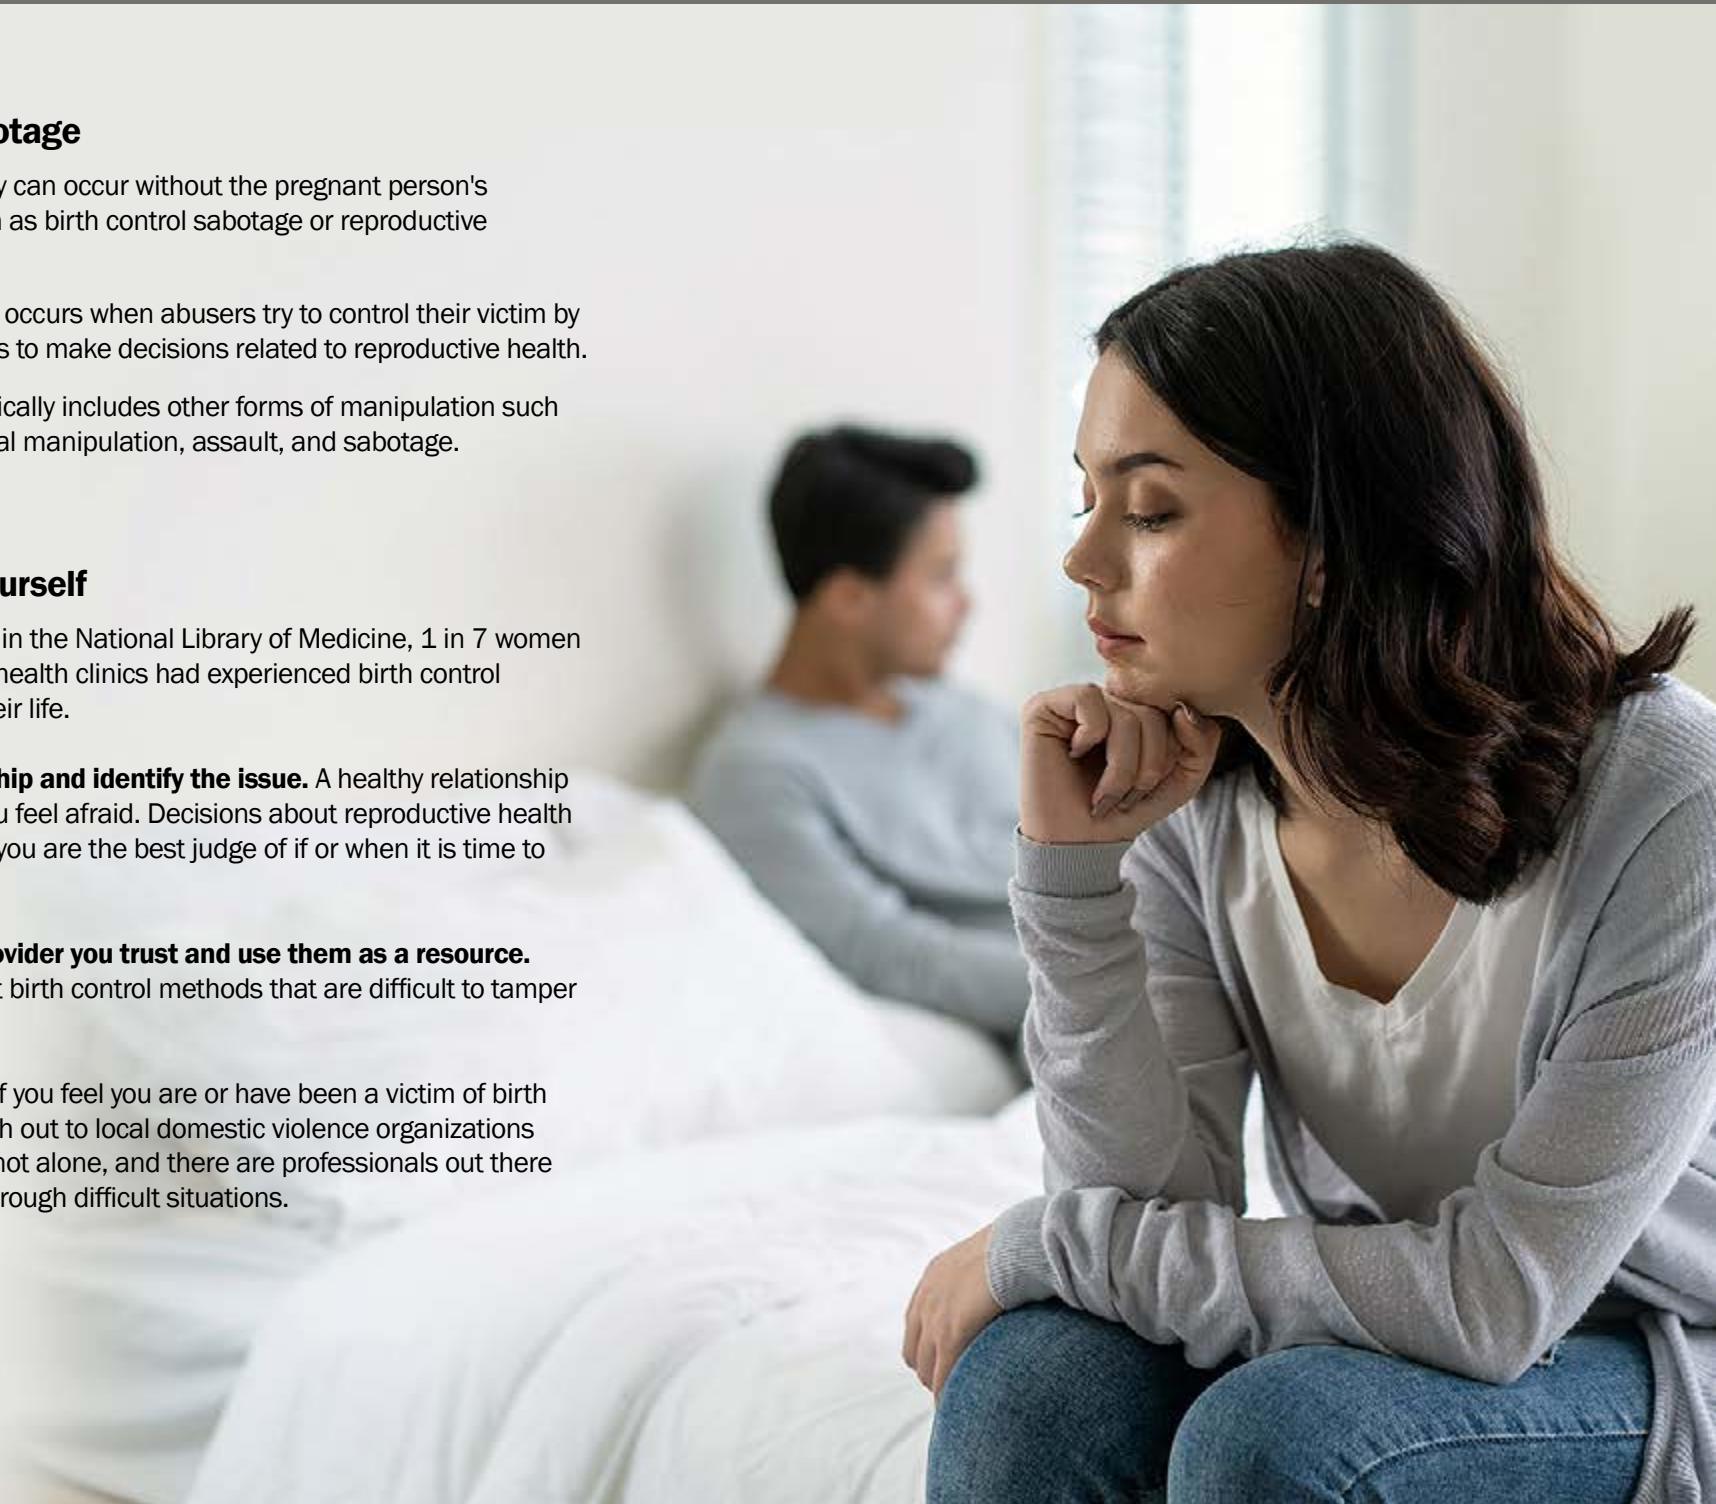 otage
y can occur without the pregnant person's
as birth control sabotage or reproductive
occurs when abusers try to control their victim by
s to make decisions related to reproductive health.
ically includes other forms of manipulation such
al manipulation, assault, and sabotage.
urself
in the National Library of Medicine, 1 in 7 women
health clinics had experienced birth control
eir life.
hip and identify the issue. A healthy relationship
u feel afraid. Decisions about reproductive health
you are the best judge of if or when it is time to
ovider you trust and use them as a resource.
t birth control methods that are difficult to tamper
f you feel you are or have been a victim of birth
h out to local domestic violence organizations
not alone, and there are professionals out there
rough difficult situations.